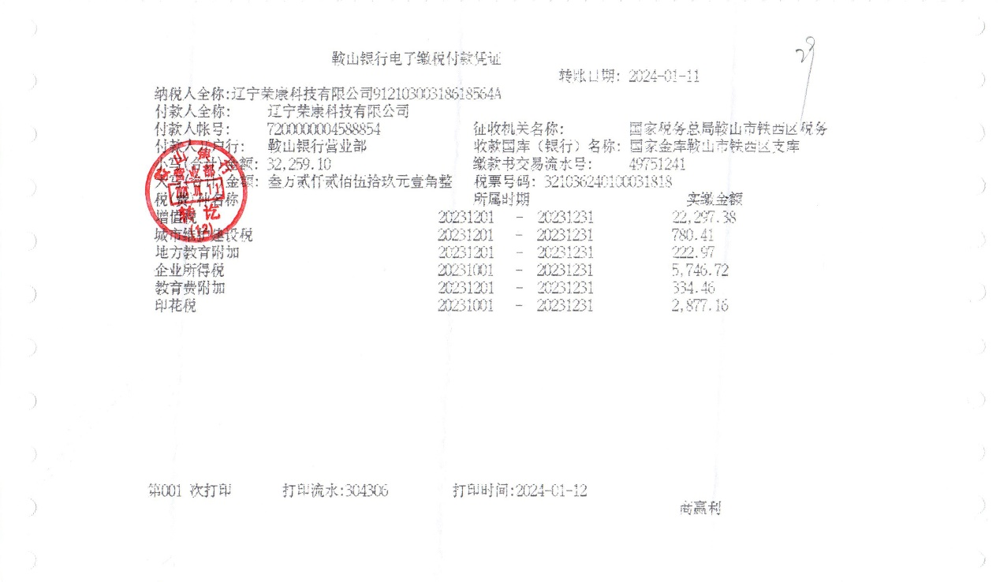 29
鞍山银行电子缴税付款凭证
转账日期: 2024-01-11
纳税人全称:辽宁荣康科技有限公司91210300318618564A
付款人全称: 辽宁荣康科技有限公司
付款人帐号: 7200000004588854 征收机关名称: 国家税务总局鞍山市铁西区税务
付款人开户行: 鞍山银行营业部 收款国库（银行）名称: 国家金库鞍山市铁西区支库
小写(合计)金额: 32,259.10 缴款书交易流水号: 49751241
大写 金额: 叁万贰仟贰佰伍拾玖元壹角整 税票号码: 321036240100031818
税(费)种名称 所属时期 实缴金额
增值税 20231201 - 20231231 22,297.38
城市维护建设税 20231201 - 20231231 780.41
地方教育附加 20231201 - 20231231 222.97
企业所得税 20231001 - 20231231 5,746.72
教育费附加 20231201 - 20231231 334.46
印花税 20231001 - 20231231 2,877.16
鞍山银行
营业部
转讫
(12)
第001 次打印 打印流水:304306 打印时间:2024-01-12
商赢利